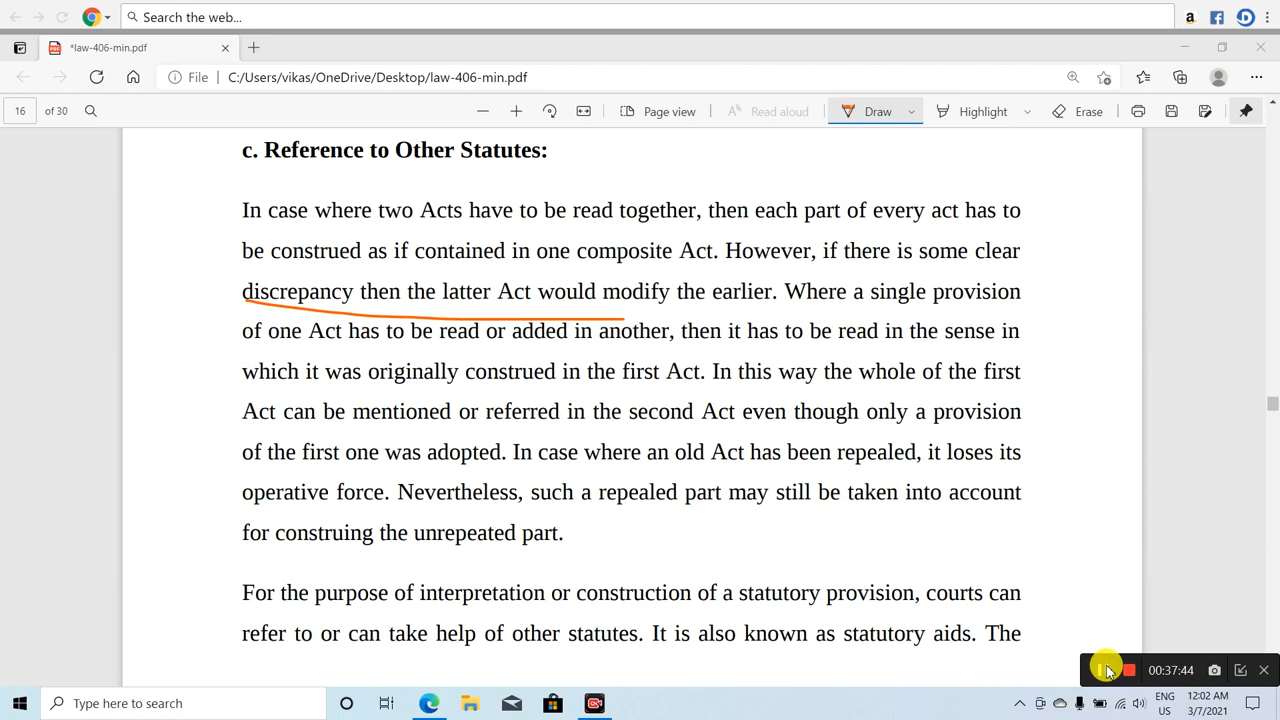 Search the web...
*law-406-min.pdf
File C:/Users/vikas/OneDrive/Desktop/law-406-min.pdf
16 of 30 Page view Read aloud Draw Highlight Erase
c. Reference to Other Statutes:
In case where two Acts have to be read together, then each part of every act has to
be construed as if contained in one composite Act. However, if there is some clear
discrepancy then the latter Act would modify the earlier. Where a single provision
of one Act has to be read or added in another, then it has to be read in the sense in
which it was originally construed in the first Act. In this way the whole of the first
Act can be mentioned or referred in the second Act even though only a provision
of the first one was adopted. In case where an old Act has been repealed, it loses its
operative force. Nevertheless, such a repealed part may still be taken into account
for construing the unrepeated part.
For the purpose of interpretation or construction of a statutory provision, courts can
refer to or can take help of other statutes. It is also known as statutory aids. The
00:37:44
Type here to search
ENG
US
12:02 AM
3/7/2021